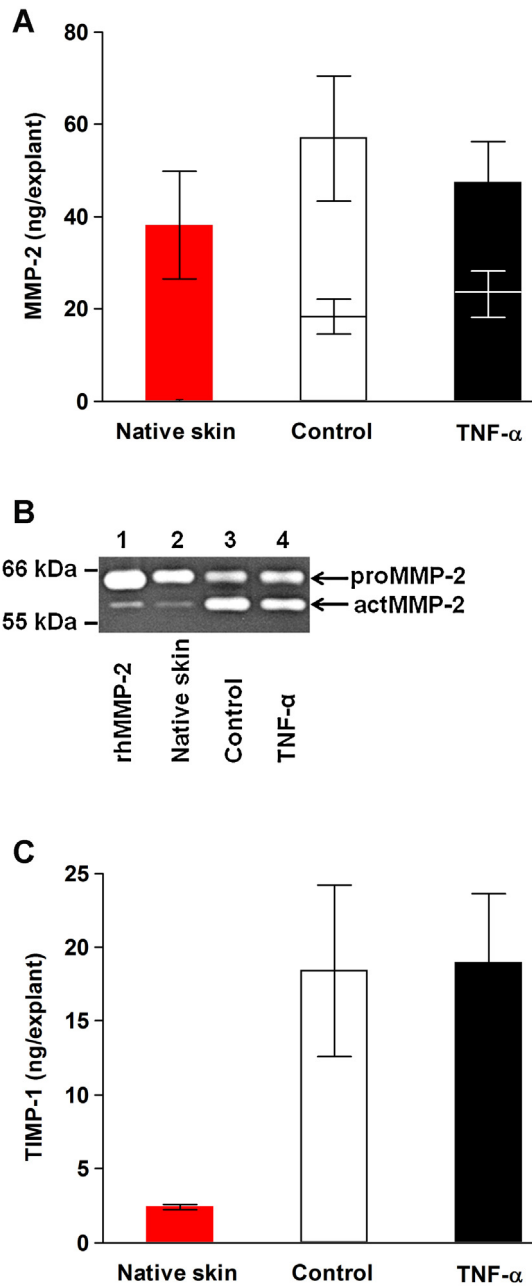 A
MMP-2 (ng/explant)
80
60
40
20
0
Native skin Control TNF-α
B
1 2 3 4
66 kDa
55 kDa
proMMP-2
actMMP-2
rhMMP-2 Native skin Control TNF-α
C
TIMP-1 (ng/explant)
25
20
15
10
5
0
Native skin Control TNF-α